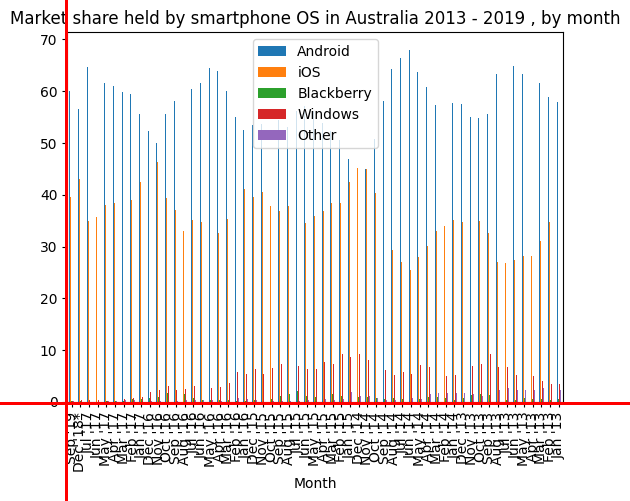 Market share held by smartphone OS in Australia 2013 - 2019 , by month
Android
iOS
Blackberry
Windows
Other
70
60
50
40
30
20
10
0
Sep '19
Dec '18*
Jul '17
Jun '17
May '17
Apr '17
Mar '17
Feb '17
Jan '17
Dec '16
Nov '16
Oct '16
Sep '16
Aug '16
Jul '16
Jun '16
May '16
Apr '16
Mar '16
Feb '16
Jan '16
Dec '15
Nov '15
Oct '15
Sep '15
Aug '15
Jul '15
Jun '15
May '15
Apr '15
Mar '15
Feb '15
Jan '15
Dec '14
Nov '14
Oct '14
Sep '14
Aug '14
Jul '14
Jun '14
May '14
Apr '14
Mar '14
Feb '14
Jan '14
Dec '13
Nov '13
Oct '13
Sep '13
Aug '13
Jul '13
Jun '13
May '13
Apr '13
Mar '13
Feb '13
Jan '13
Month